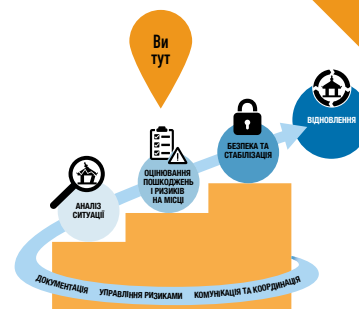 Ви
тут
ВІДНОВЛЕННЯ
БЕЗПЕКА ТА
СТАБІЛІЗАЦІЯ
ОЦІНЮВАННЯ
ПОШКОДЖЕНЬ
І РИЗИКІВ
НА МІСЦІ
АНАЛІЗ
СИТУАЦІЇ
ДОКУМЕНТАЦІЯ УПРАВЛІННЯ РИЗИКАМИ КОМУНІКАЦІЯ ТА КООРДИНАЦІЯ